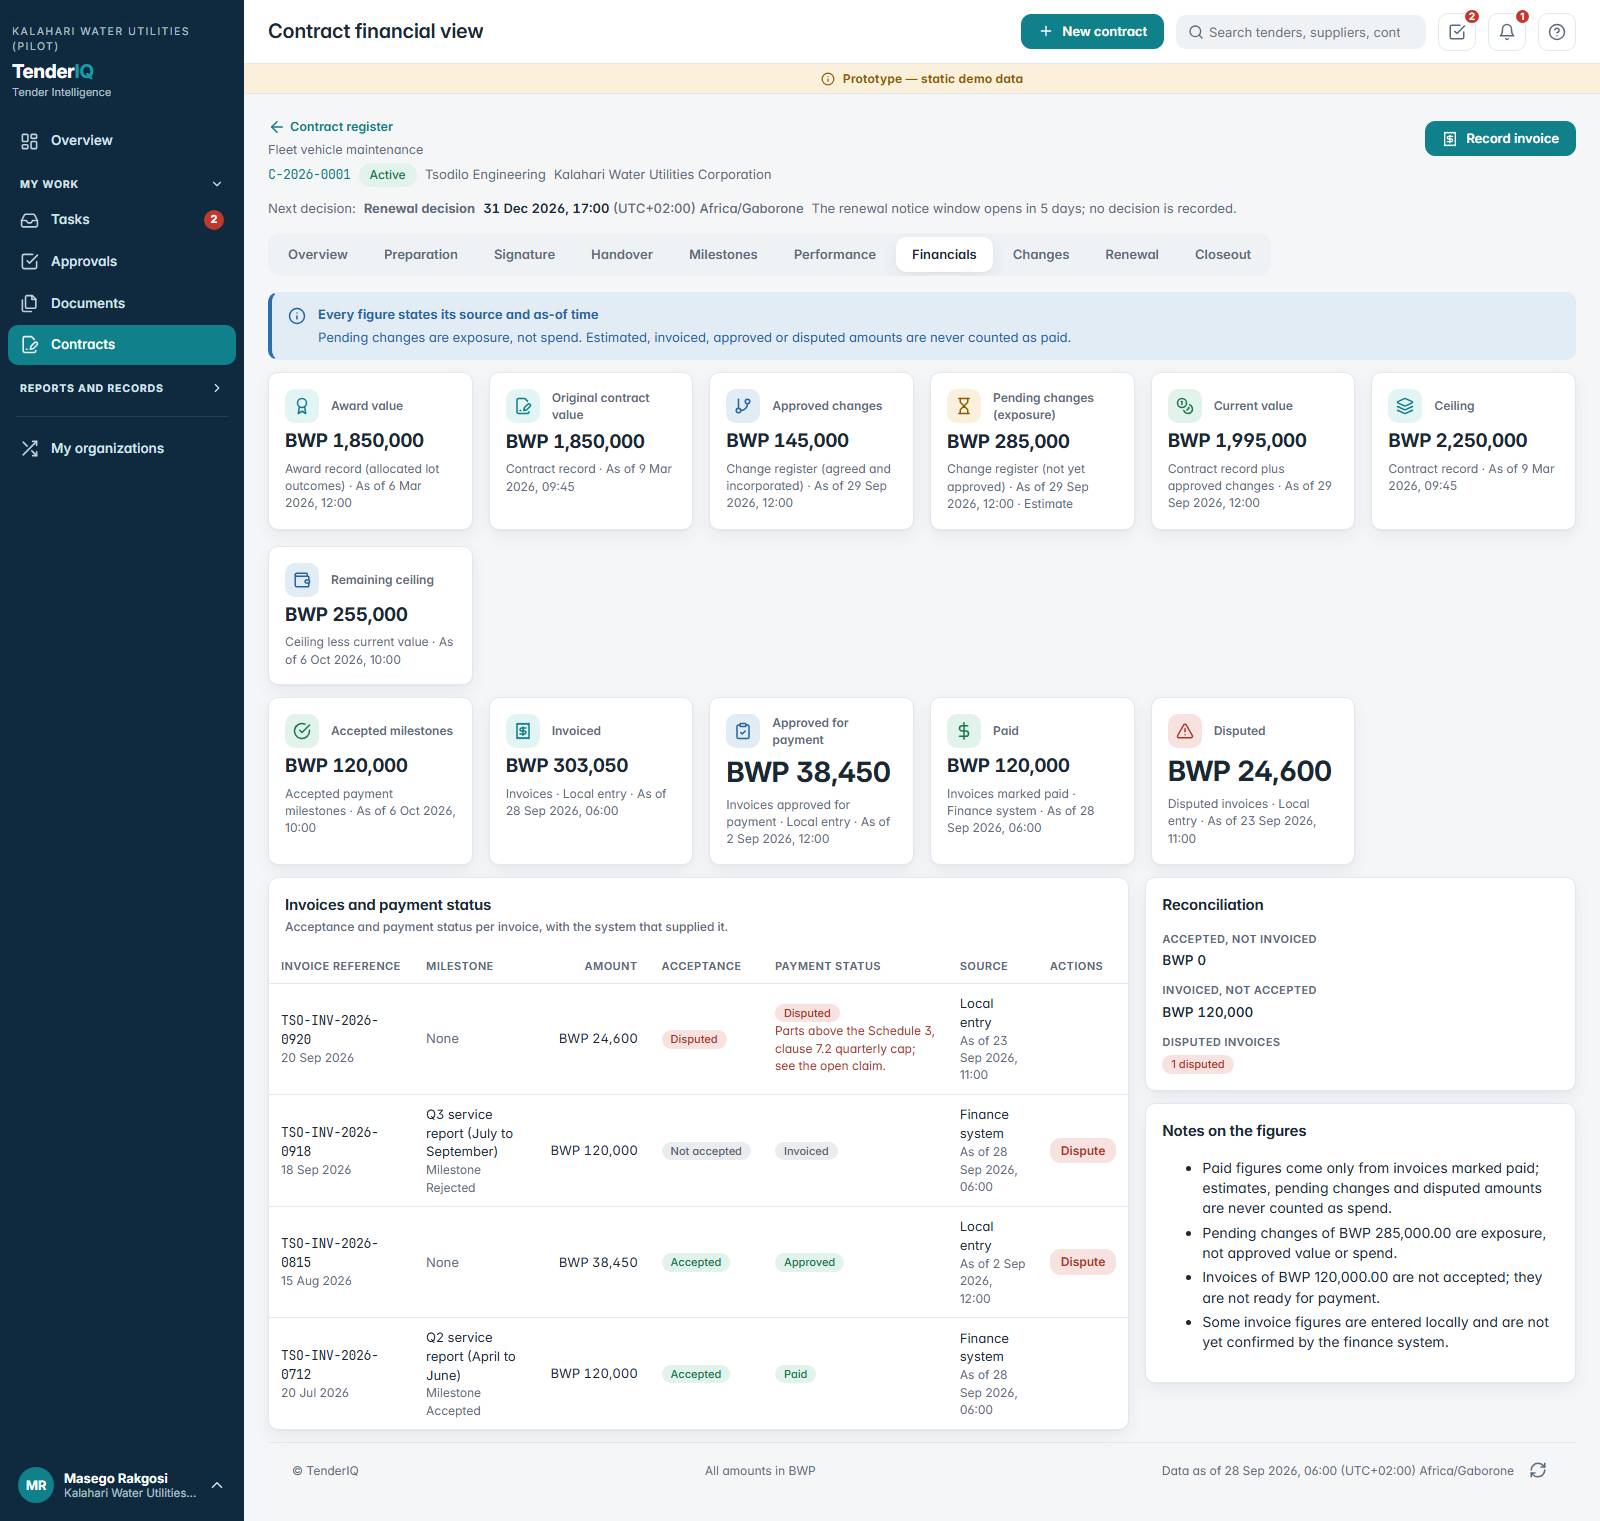 KALAHARI WATER UTILITIES
(PILOT)
TenderIQ
Tender Intelligence
Overview
MY WORK
Tasks
2
Approvals
Documents
Contracts
REPORTS AND RECORDS
My organizations
MR
Masego Rakgosi
Kalahari Water Utilities...
Contract financial view
New contract
Search tenders, suppliers, cont
2
1
Prototype — static demo data
Contract register
Fleet vehicle maintenance
C-2026-0001 Active Tsodilo Engineering Kalahari Water Utilities Corporation
Record invoice
Next decision: Renewal decision 31 Dec 2026, 17:00 (UTC+02:00) Africa/Gaborone The renewal notice window opens in 5 days; no decision is recorded.
Overview Preparation Signature Handover Milestones Performance Financials Changes Renewal Closeout
Every figure states its source and as-of time
Pending changes are exposure, not spend. Estimated, invoiced, approved or disputed amounts are never counted as paid.
Award value
BWP 1,850,000
Award record (allocated lot
outcomes) · As of 6 Mar
2026, 12:00
Original contract
value
BWP 1,850,000
Contract record · As of 9 Mar
2026, 09:45
Approved changes
BWP 145,000
Change register (agreed and
incorporated) · As of 29 Sep
2026, 12:00
Pending changes
(exposure)
BWP 285,000
Change register (not yet
approved) · As of 29 Sep
2026, 12:00 · Estimate
Current value
BWP 1,995,000
Contract record plus
approved changes · As of 29
Sep 2026, 12:00
Ceiling
BWP 2,250,000
Contract record · As of 9 Mar
2026, 09:45
Remaining ceiling
BWP 255,000
Ceiling less current value · As
of 6 Oct 2026, 10:00
Accepted milestones
BWP 120,000
Accepted payment
milestones · As of 6 Oct 2026,
10:00
Invoiced
BWP 303,050
Invoices · Local entry · As of
28 Sep 2026, 06:00
Approved for
payment
BWP 38,450
Invoices approved for
payment · Local entry · As of
2 Sep 2026, 12:00
Paid
BWP 120,000
Invoices marked paid ·
Finance system · As of 28
Sep 2026, 06:00
Disputed
BWP 24,600
Disputed invoices · Local
entry · As of 23 Sep 2026,
11:00
Invoices and payment status
Acceptance and payment status per invoice, with the system that supplied it.
INVOICE REFERENCE MILESTONE AMOUNT ACCEPTANCE PAYMENT STATUS SOURCE ACTIONS
TSO-INV-2026-
0920
20 Sep 2026
None
BWP 24,600
Disputed
Disputed
Parts above the Schedule 3,
clause 7.2 quarterly cap;
see the open claim.
Local
entry
As of 23
Sep 2026,
11:00
TSO-INV-2026-
0918
18 Sep 2026
Q3 service
report (July to
September)
Milestone
Rejected
BWP 120,000
Not accepted
Invoiced
Finance
system
As of 28
Sep 2026,
06:00
Dispute
TSO-INV-2026-
0815
15 Aug 2026
None
BWP 38,450
Accepted
Approved
Local
entry
As of 2 Sep
2026,
12:00
Dispute
TSO-INV-2026-
0712
20 Jul 2026
Q2 service
report (April to
June)
Milestone
Accepted
BWP 120,000
Accepted
Paid
Finance
system
As of 28
Sep 2026,
06:00
Reconciliation
ACCEPTED, NOT INVOICED
BWP 0
INVOICED, NOT ACCEPTED
BWP 120,000
DISPUTED INVOICES
1 disputed
Notes on the figures
• Paid figures come only from invoices marked paid;
estimates, pending changes and disputed amounts
are never counted as spend.
• Pending changes of BWP 285,000.00 are exposure,
not approved value or spend.
• Invoices of BWP 120,000.00 are not accepted; they
are not ready for payment.
• Some invoice figures are entered locally and are not
yet confirmed by the finance system.
© TenderIQ
All amounts in BWP
Data as of 28 Sep 2026, 06:00 (UTC+02:00) Africa/Gaborone